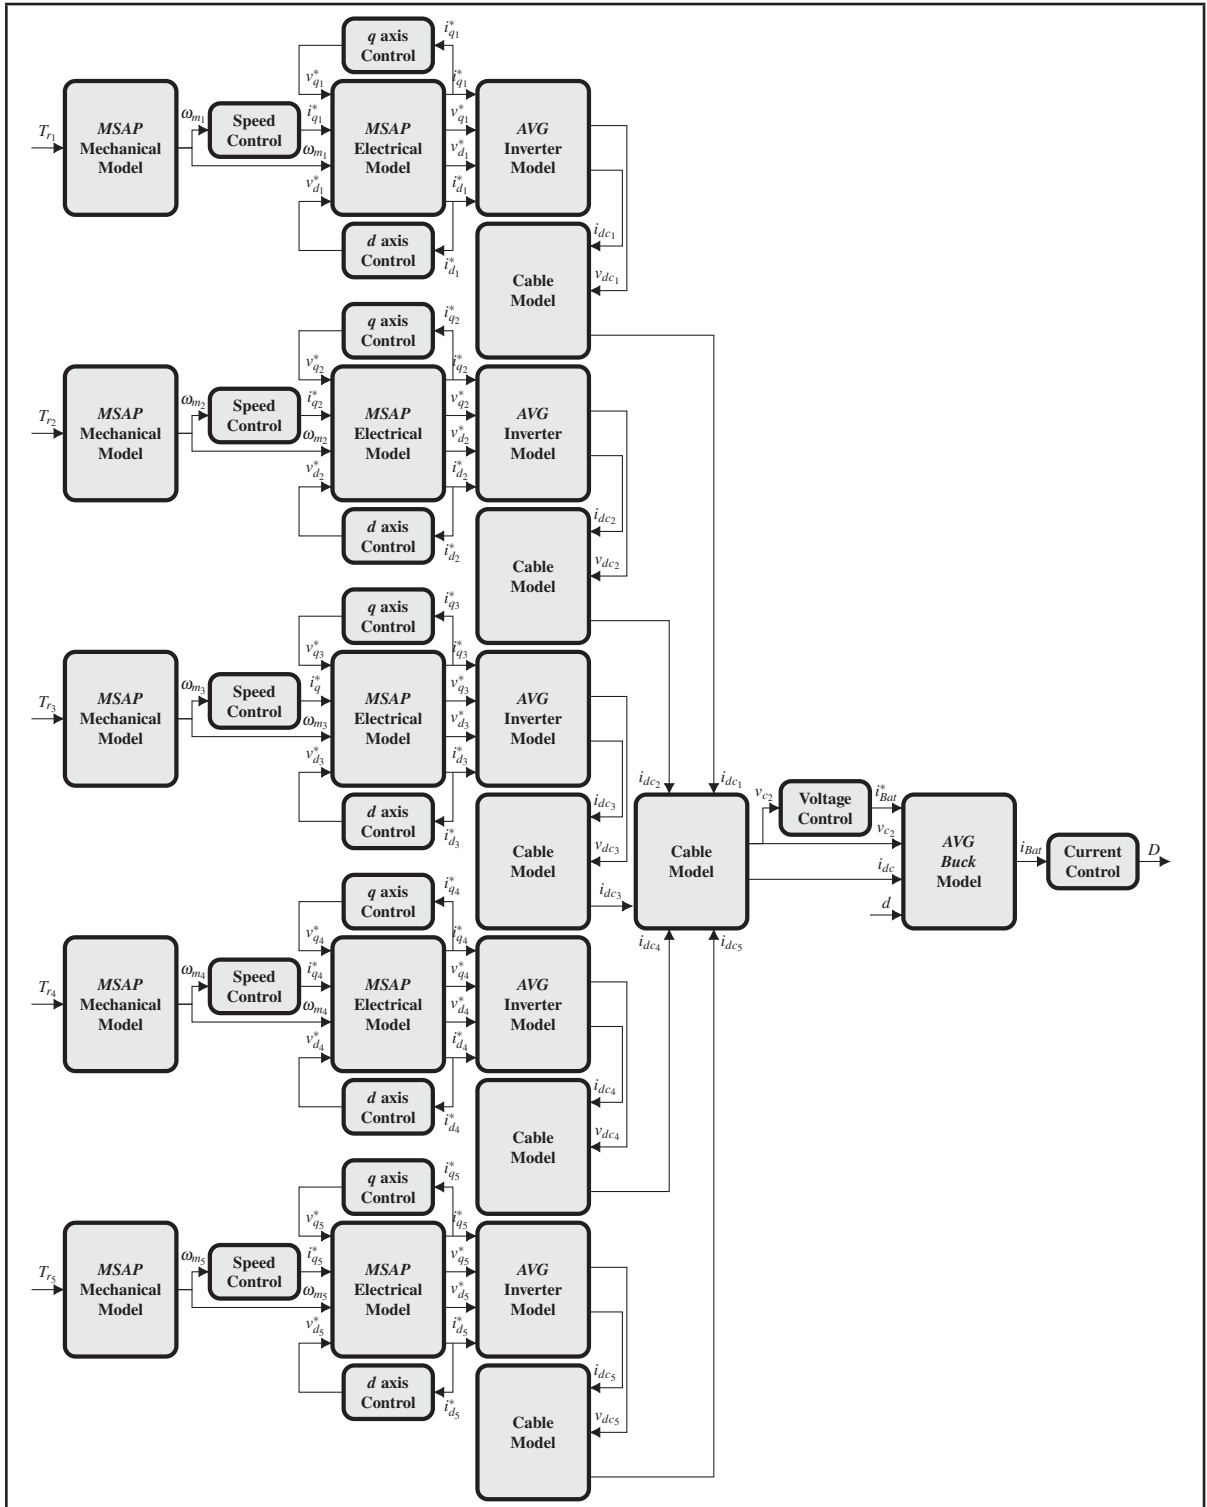 q axis
Control
i*q1
v*q1
i*q1
Tr1
MSAP
Mechanical
Model
ωm1
Speed
Control
i*q1
ωm1
v*d1
MSAP
Electrical
Model
v*q1
v*d1
i*d1
AVG
Inverter
Model
d axis
Control
i*d1
Cable
Model
idc1
vdc1
q axis
Control
i*q2
v*q2
i*q2
Tr2
MSAP
Mechanical
Model
ωm2
Speed
Control
i*q2
ωm2
v*d2
MSAP
Electrical
Model
v*q2
v*d2
i*d2
AVG
Inverter
Model
d axis
Control
i*d2
Cable
Model
idc2
vdc2
q axis
Control
i*q3
v*q3
i*q3
Tr3
MSAP
Mechanical
Model
ωm3
Speed
Control
i*q
ωm3
v*d3
MSAP
Electrical
Model
v*q3
v*d3
i*d3
AVG
Inverter
Model
d axis
Control
i*d3
Cable
Model
idc3
vdc3
idc3
idc2
idc1
Cable
Model
idc4
idc5
vc2
Voltage
Control
i*Bat
vc2
idc
d
AVG
Buck
Model
iBat
Current
Control
D
q axis
Control
i*q4
v*q4
i*q4
Tr4
MSAP
Mechanical
Model
ωm4
Speed
Control
i*q4
ωm4
v*d4
MSAP
Electrical
Model
v*q4
v*d4
i*d4
AVG
Inverter
Model
d axis
Control
i*d4
Cable
Model
idc4
vdc4
q axis
Control
i*q5
v*q5
i*q5
Tr5
MSAP
Mechanical
Model
ωm5
Speed
Control
i*q5
ωm5
v*d5
MSAP
Electrical
Model
v*q5
v*d5
i*d5
AVG
Inverter
Model
d axis
Control
i*d5
Cable
Model
idc5
vdc5